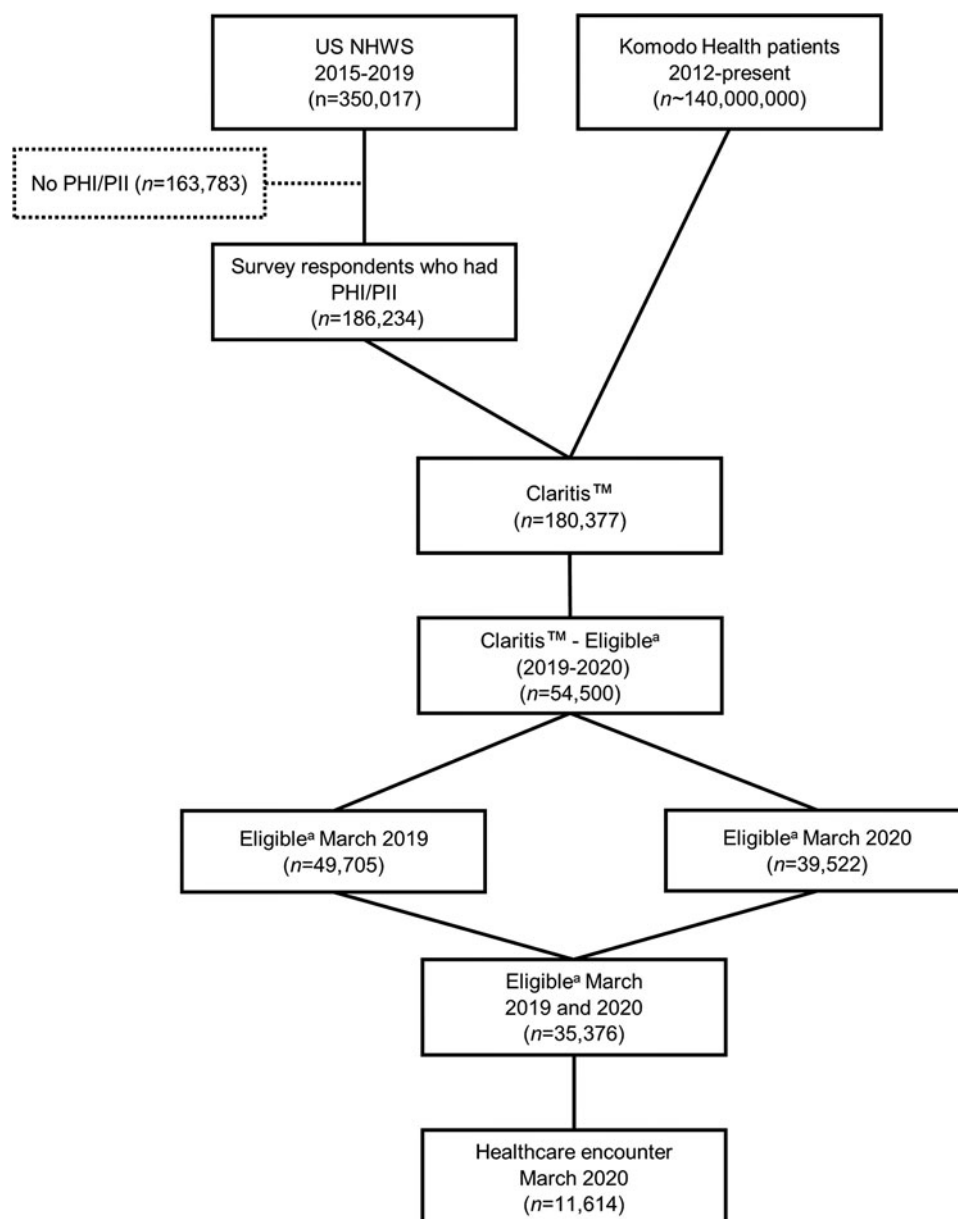 US NHWS
2015-2019
(n=350,017)
Komodo Health patients
2012-present
(n~140,000,000)
No PHI/PII (n=163,783)
Survey respondents who had
PHI/PII
(n=186,234)
Claritis™
(n=180,377)
Claritis™ - Eligibleᵃ
(2019-2020)
(n=54,500)
Eligibleᵃ March 2019
(n=49,705)
Eligibleᵃ March 2020
(n=39,522)
Eligibleᵃ March
2019 and 2020
(n=35,376)
Healthcare encounter
March 2020
(n=11,614)